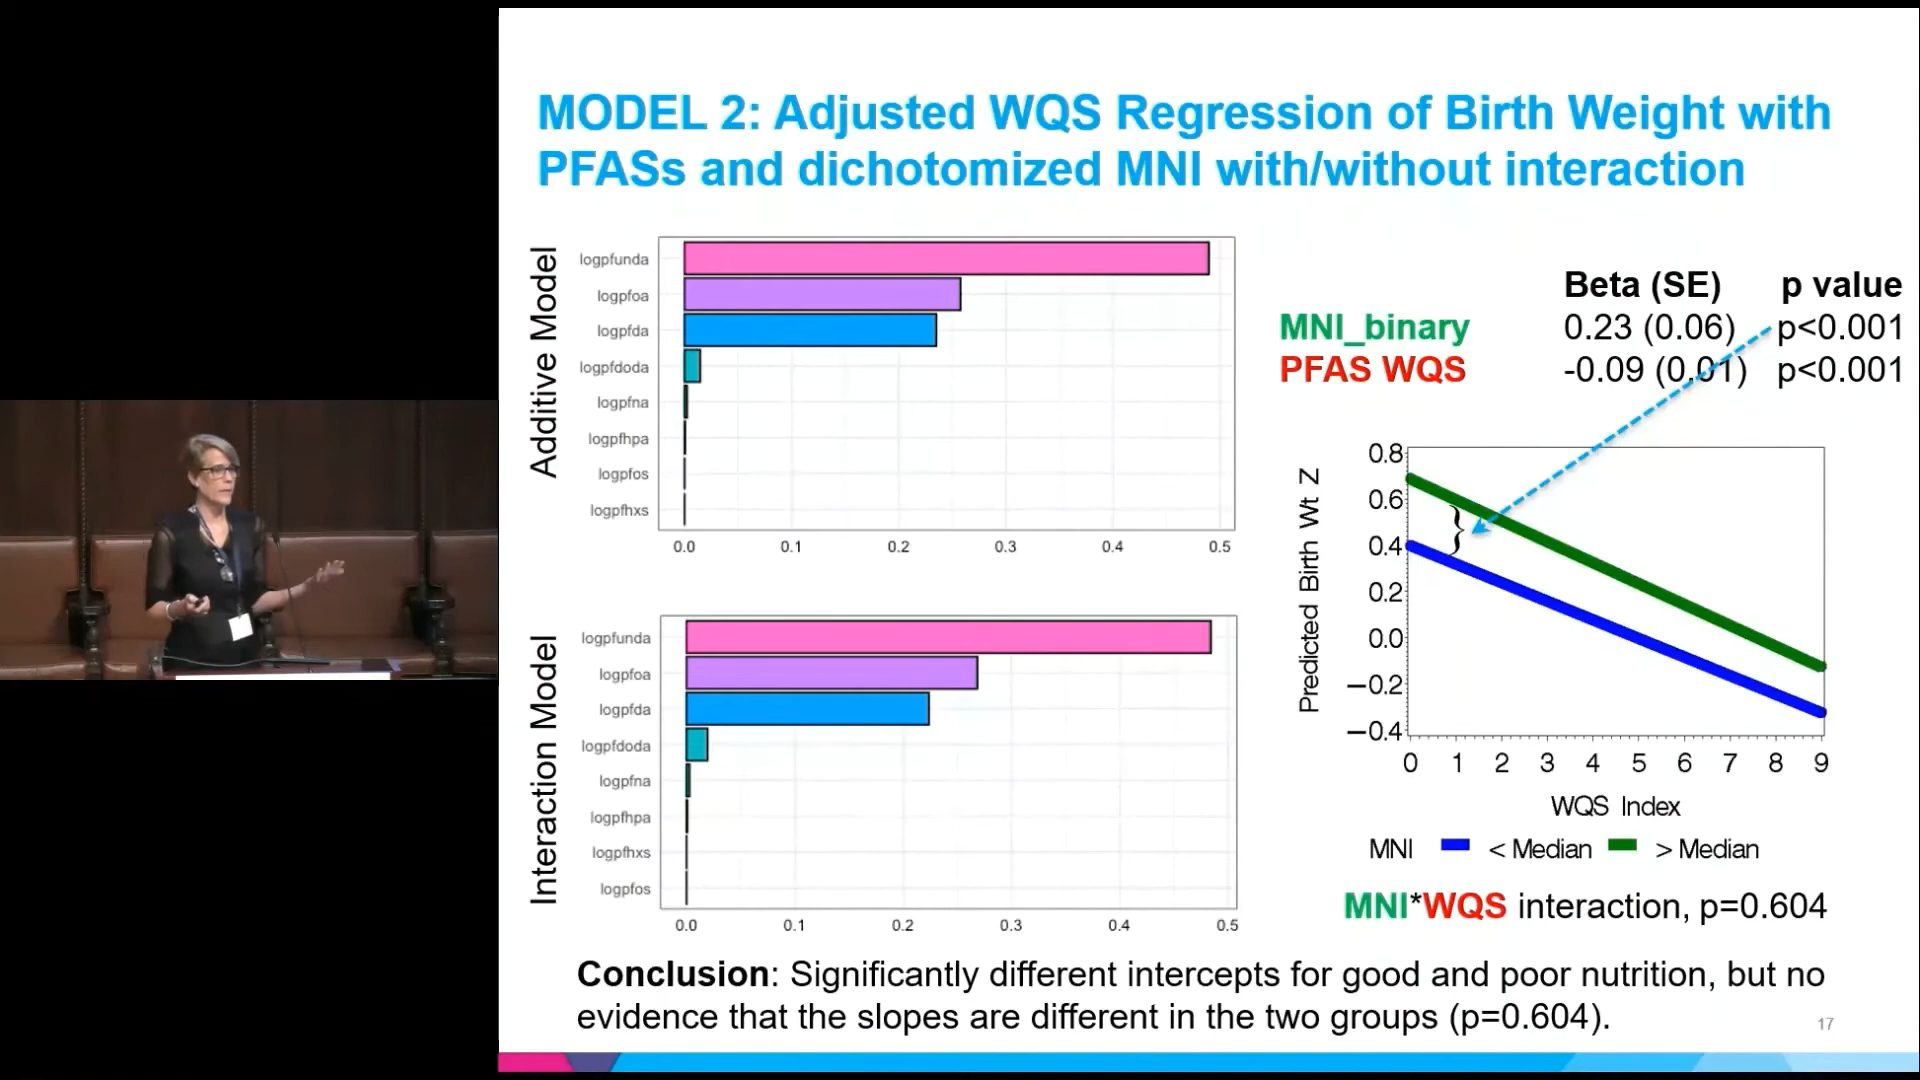 MODEL 2: Adjusted WQS Regression of Birth Weight with
PFASs and dichotomized MNI with/without interaction
Additive Model
logpfunda
logpfoa
logpfda
logpfdoda
logpfna
logpfhpa
logpfos
logpfhxs
0.0 0.1 0.2 0.3 0.4 0.5
Interaction Model
logpfunda
logpfoa
logpfda
logpfdoda
logpfna
logpfhpa
logpfhxs
logpfos
0.0 0.1 0.2 0.3 0.4 0.5
Beta (SE) p value
MNI_binary 0.23 (0.06) p<0.001
PFAS WQS -0.09 (0.01) p<0.001
Predicted Birth Wt Z
0.8
0.6
0.4
0.2
0.0
−0.2
−0.4
0 1 2 3 4 5 6 7 8 9
WQS Index
MNI < Median > Median
MNI*WQS interaction, p=0.604
Conclusion: Significantly different intercepts for good and poor nutrition, but no
evidence that the slopes are different in the two groups (p=0.604).
17